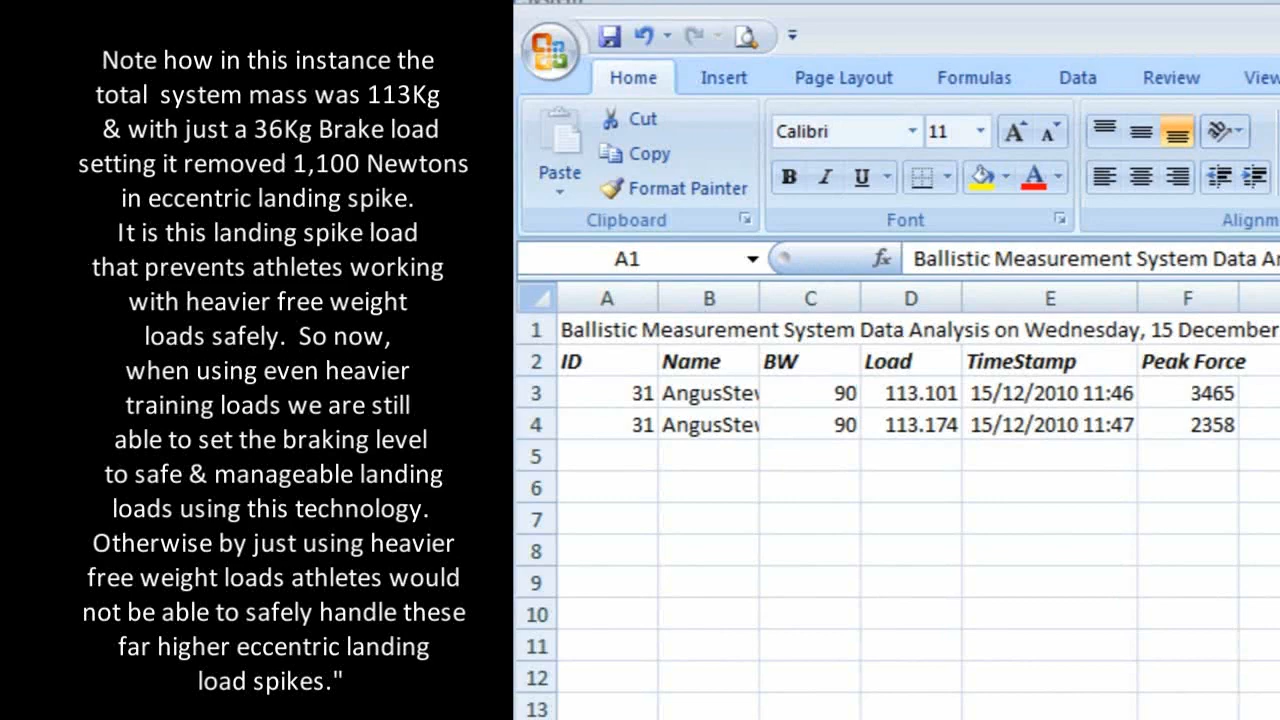 Note how in this instance the
total system mass was 113Kg
& with just a 36Kg Brake load
setting it removed 1,100 Newtons
in eccentric landing spike.
It is this landing spike load
that prevents athletes working
with heavier free weight
loads safely. So now,
when using even heavier
training loads we are still
able to set the braking level
to safe & manageable landing
loads using this technology.
Otherwise by just using heavier
free weight loads athletes would
not be able to safely handle these
far higher eccentric landing
load spikes."
Home Insert Page Layout Formulas Data Review View
Paste
Cut
Copy
Format Painter
Clipboard
Calibri 11 A A
B I U A
Font
Alignm
A1 fx Ballistic Measurement System Data An
A B C D E F
1 Ballistic Measurement System Data Analysis on Wednesday, 15 December
2 ID Name BW Load TimeStamp Peak Force
3 31 AngusStev 90 113.101 15/12/2010 11:46 3465
4 31 AngusStev 90 113.174 15/12/2010 11:47 2358
5
6
7
8
9
10
11
12
13